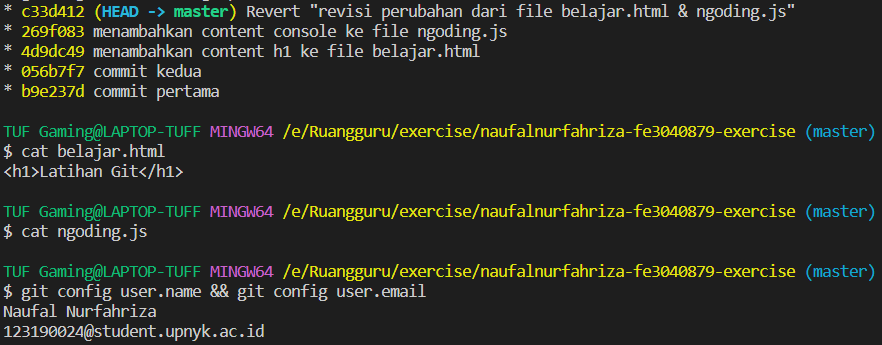 * c33d412 (HEAD -> master) Revert "revisi perubahan dari file belajar.html & ngoding.js"
* 269f083 menambahkan content console ke file ngoding.js
* 4d9dc49 menambahkan content h1 ke file belajar.html
* 056b7f7 commit kedua
* b9e237d commit pertama
TUF Gaming@LAPTOP-TUFF MINGW64 /e/Ruangguru/exercise/naufalnurfahriza-fe3040879-exercise (master)
$ cat belajar.html
<h1>Latihan Git</h1>
TUF Gaming@LAPTOP-TUFF MINGW64 /e/Ruangguru/exercise/naufalnurfahriza-fe3040879-exercise (master)
$ cat ngoding.js
TUF Gaming@LAPTOP-TUFF MINGW64 /e/Ruangguru/exercise/naufalnurfahriza-fe3040879-exercise (master)
$ git config user.name && git config user.email
Naufal Nurfahriza
123190024@student.upnyk.ac.id